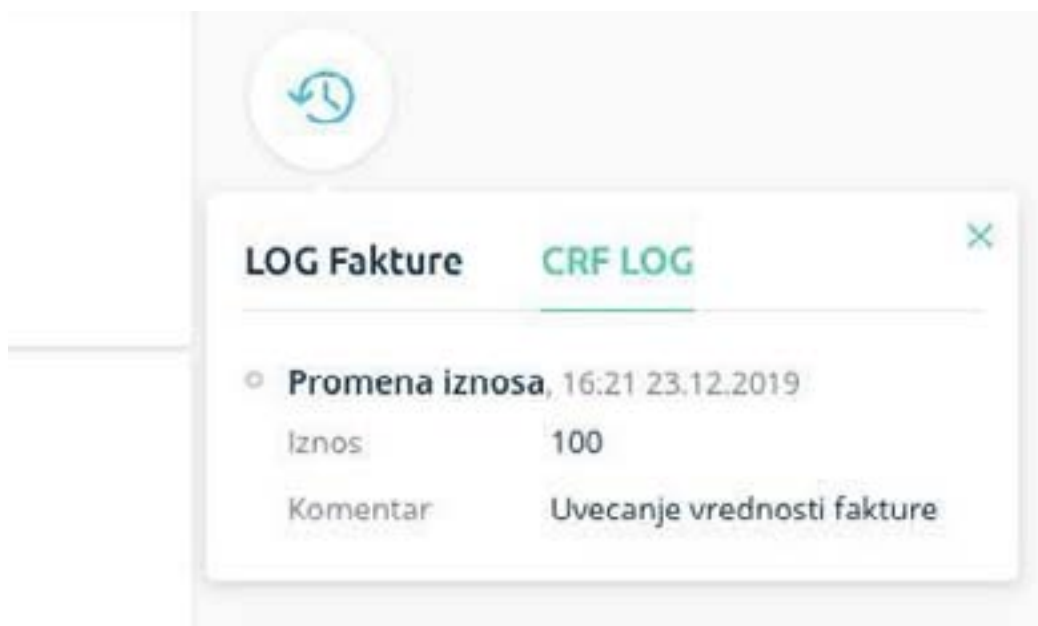 LOG Fakture CRF LOG
Promena iznosa, 16:21 23.12.2019
Iznos 100
Komentar Uvecanje vrednosti fakture